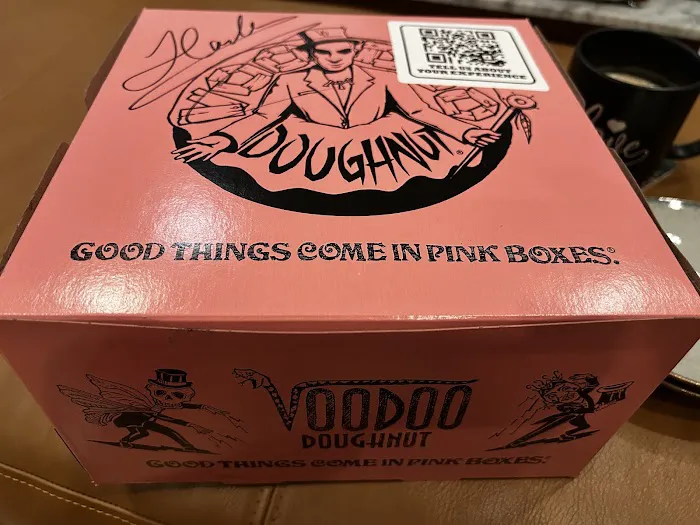 DOUGHNUT®
TELL US ABOUT
YOUR EXPERIENCE
GOOD THINGS COME IN PINK BOXES.®
VOODOO
DOUGHNUT
GOOD THINGS COME IN PINK BOXES.®